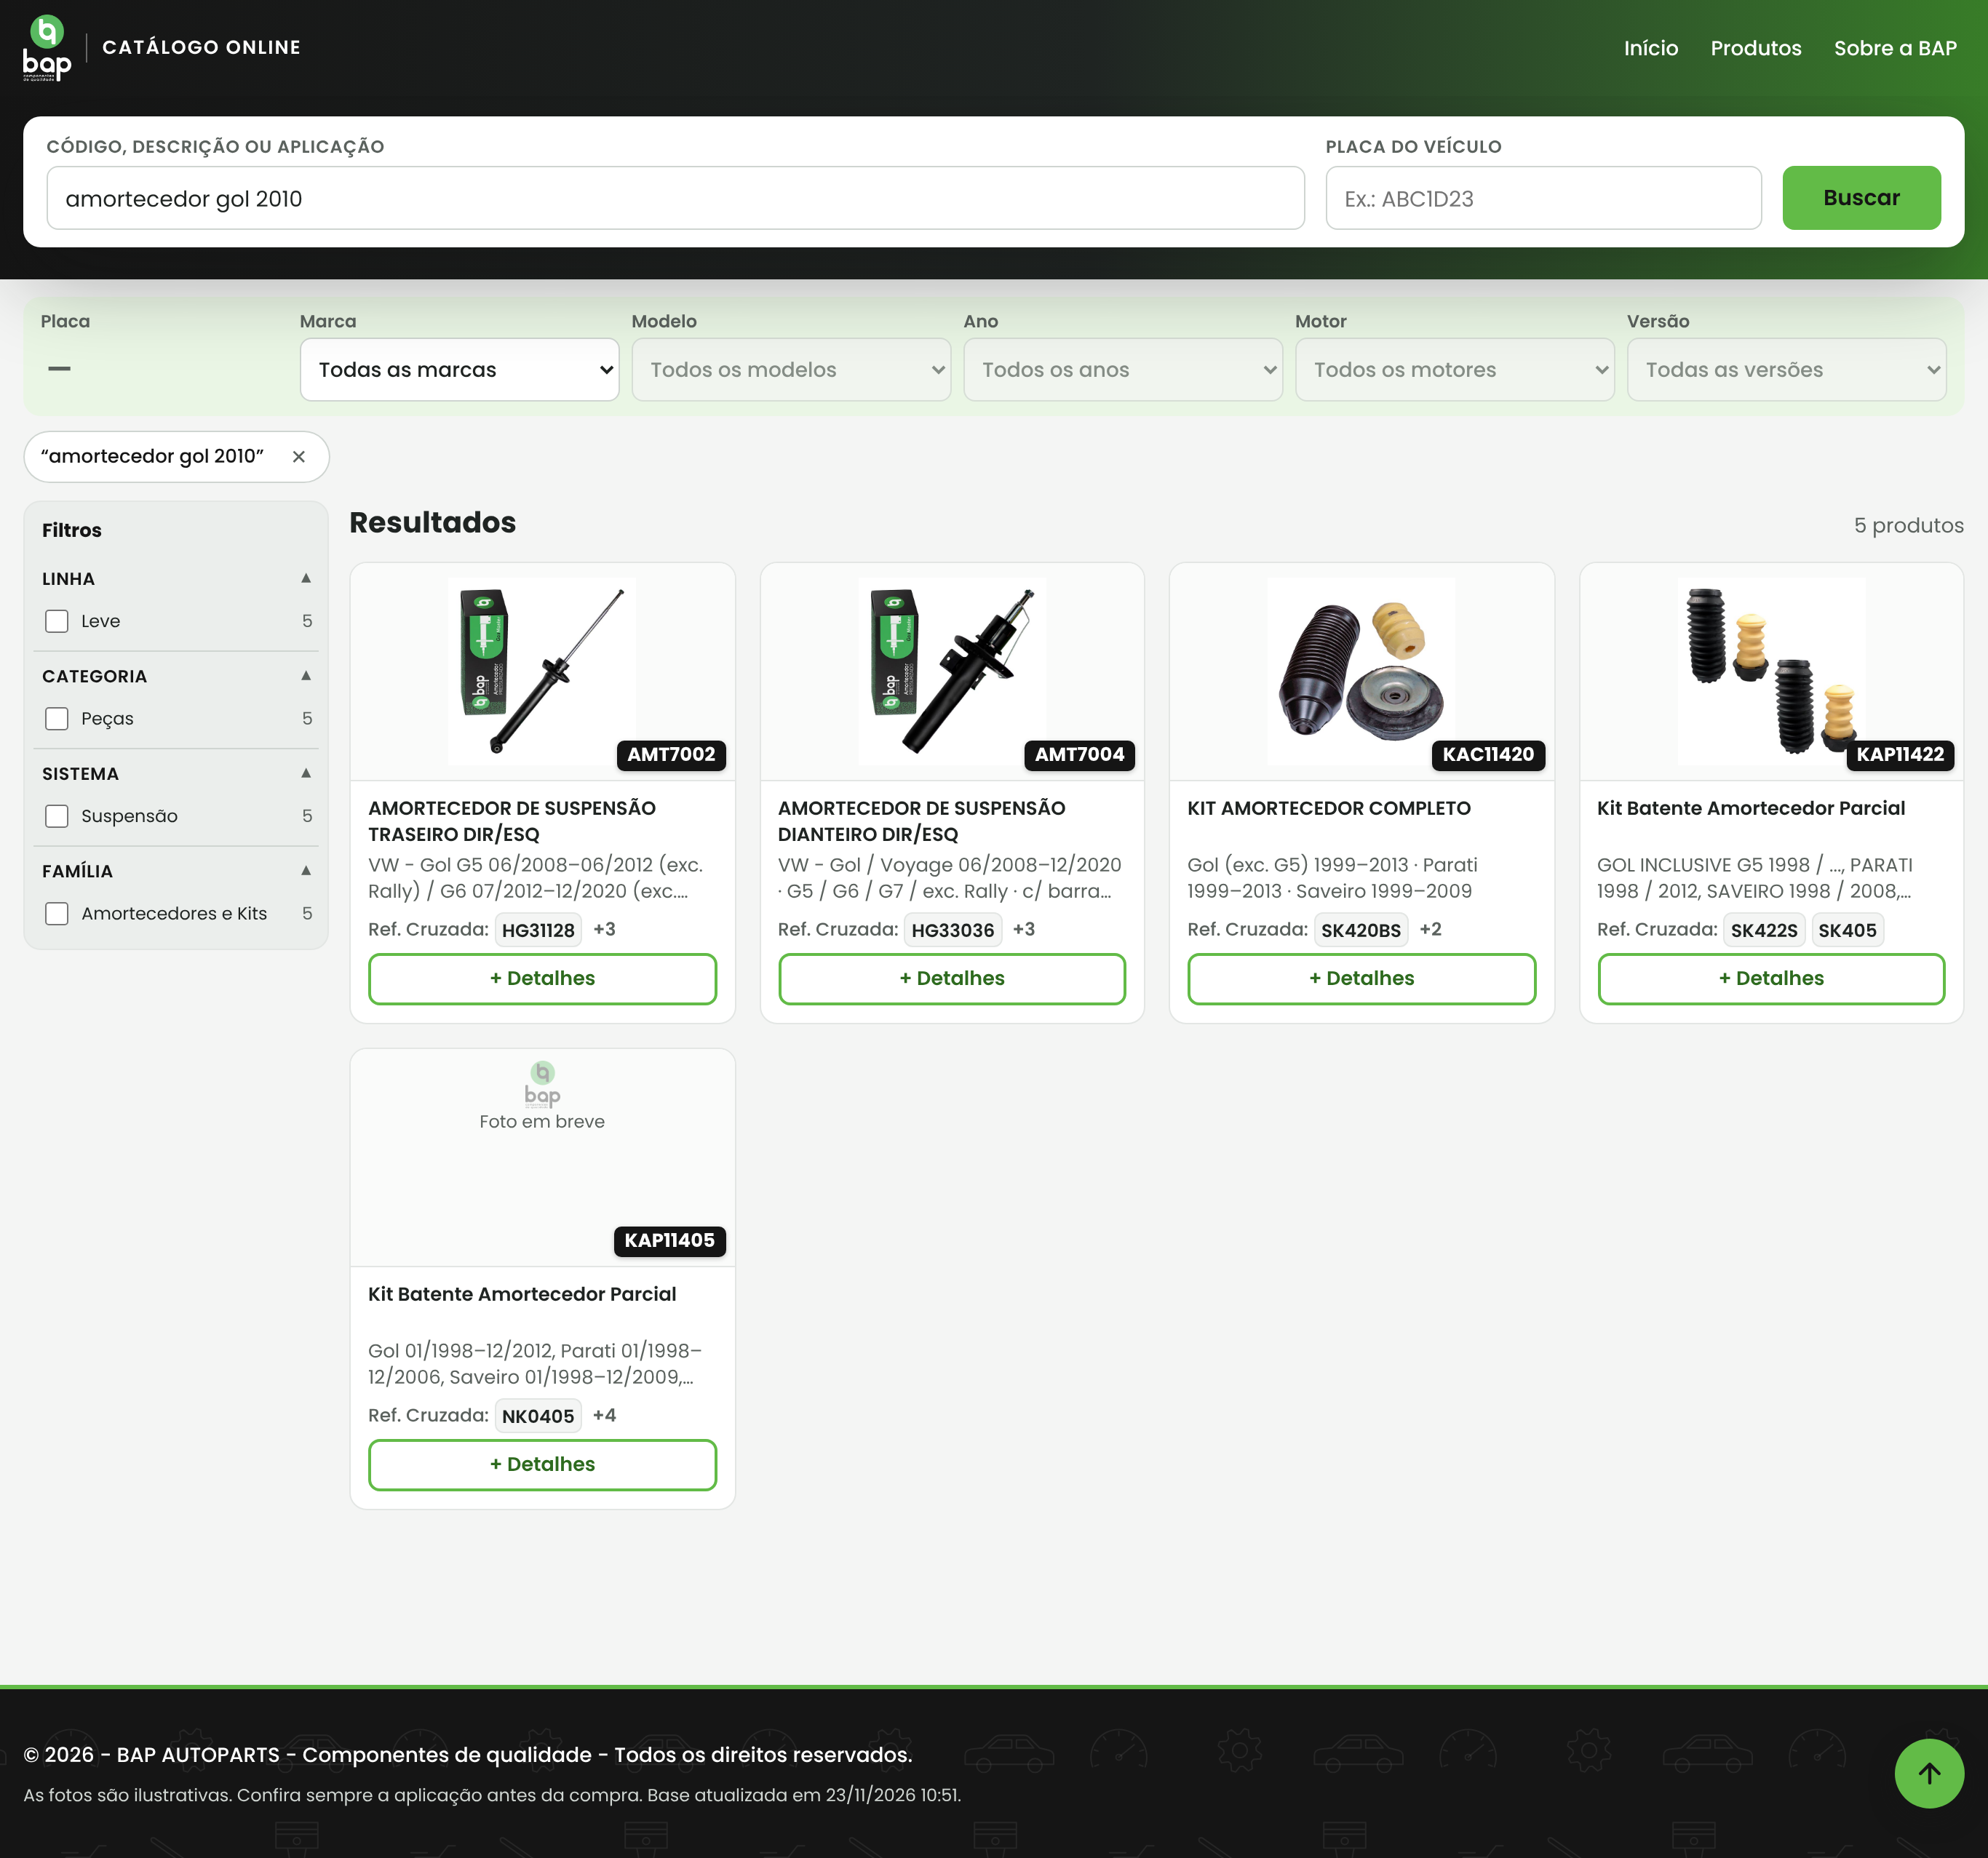 bap
CATÁLOGO ONLINE
Início
Produtos
Sobre a BAP
CÓDIGO, DESCRIÇÃO OU APLICAÇÃO
amortecedor gol 2010
PLACA DO VEÍCULO
Ex.: ABC1D23
Buscar
Placa
—
Marca
Todas as marcas
Modelo
Todos os modelos
Ano
Todos os anos
Motor
Todos os motores
Versão
Todas as versões
“amortecedor gol 2010” ×
Filtros
LINHA
Leve 5
CATEGORIA
Peças 5
SISTEMA
Suspensão 5
FAMÍLIA
Amortecedores e Kits 5
Resultados
5 produtos
bap
AMT7002
AMORTECEDOR DE SUSPENSÃO
TRASEIRO DIR/ESQ
VW - Gol G5 06/2008–06/2012 (exc.
Rally) / G6 07/2012–12/2020 (exc....
Ref. Cruzada: HG31128 +3
+ Detalhes
bap
AMT7004
AMORTECEDOR DE SUSPENSÃO
DIANTEIRO DIR/ESQ
VW - Gol / Voyage 06/2008–12/2020
· G5 / G6 / G7 / exc. Rally · c/ barra...
Ref. Cruzada: HG33036 +3
+ Detalhes
KAC11420
KIT AMORTECEDOR COMPLETO
Gol (exc. G5) 1999–2013 · Parati
1999–2013 · Saveiro 1999–2009
Ref. Cruzada: SK420BS +2
+ Detalhes
KAP11422
Kit Batente Amortecedor Parcial
GOL INCLUSIVE G5 1998 / ..., PARATI
1998 / 2012, SAVEIRO 1998 / 2008,...
Ref. Cruzada: SK422S SK405
+ Detalhes
bap
Foto em breve
KAP11405
Kit Batente Amortecedor Parcial
Gol 01/1998–12/2012, Parati 01/1998–
12/2006, Saveiro 01/1998–12/2009,...
Ref. Cruzada: NK0405 +4
+ Detalhes
© 2026 - BAP AUTOPARTS - Componentes de qualidade - Todos os direitos reservados.
As fotos são ilustrativas. Confira sempre a aplicação antes da compra. Base atualizada em 23/11/2026 10:51.